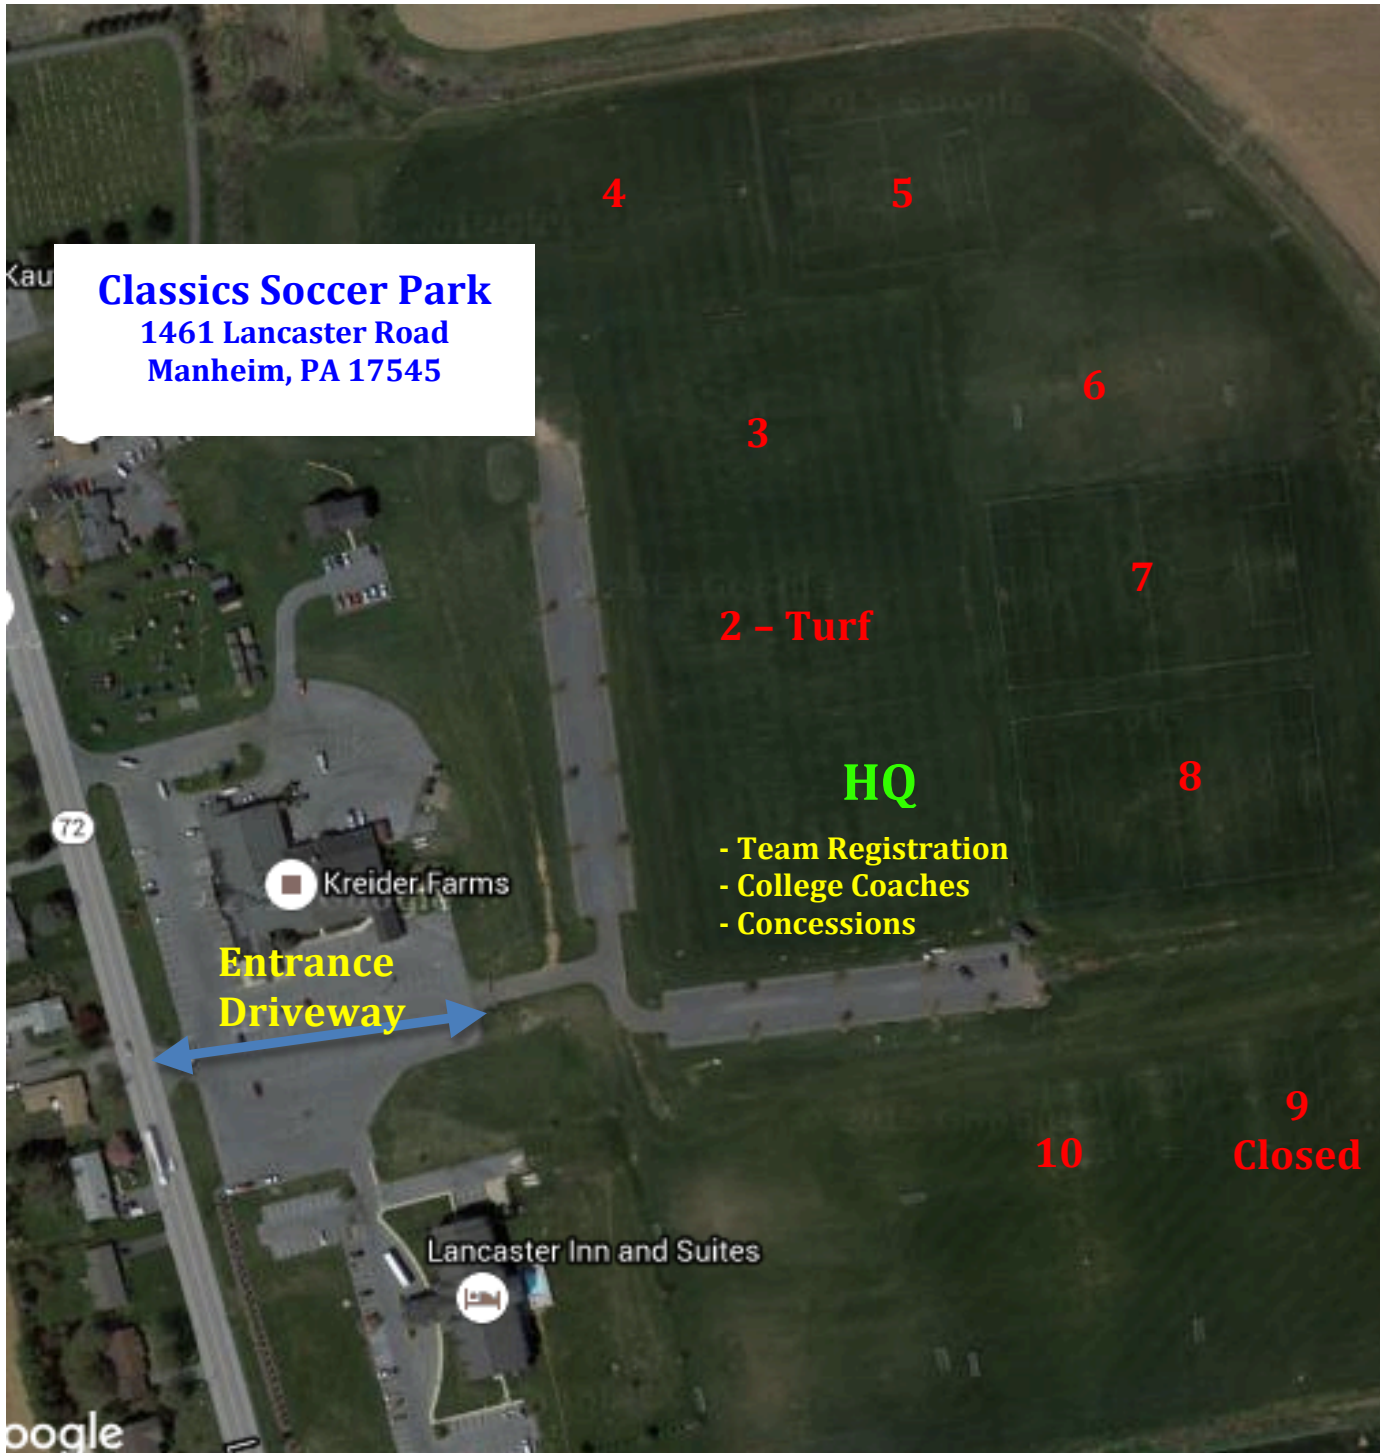 4
5
Kau
Classics Soccer Park
1461 Lancaster Road
Manheim, PA 17545
6
3
7
2 – Turf
HQ
8
- Team Registration
- College Coaches
- Concessions
72
Kreider Farms
Entrance
Driveway
9
Closed
10
Lancaster Inn and Suites
oogle